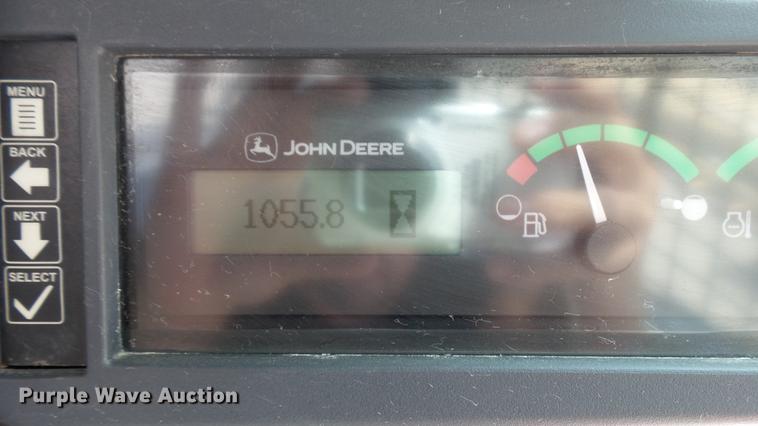 MENU
BACK
NEXT
SELECT
JOHN DEERE
1055.8
Purple Wave Auction